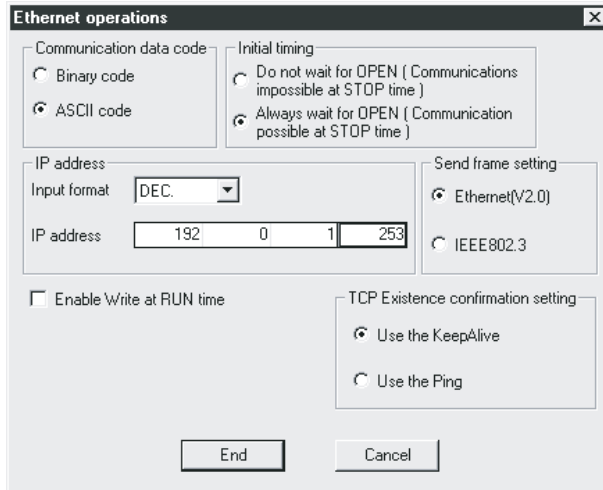 Ethernet operations
Communication data code
Binary code
ASCII code
Initial timing
Do not wait for OPEN ( Communications
impossible at STOP time )
Always wait for OPEN ( Communication
possible at STOP time )
IP address
Input format DEC.
IP address 192 0 1 253
Send frame setting
Ethernet(V2.0)
IEEE802.3
Enable Write at RUN time
TCP Existence confirmation setting
Use the KeepAlive
Use the Ping
End Cancel